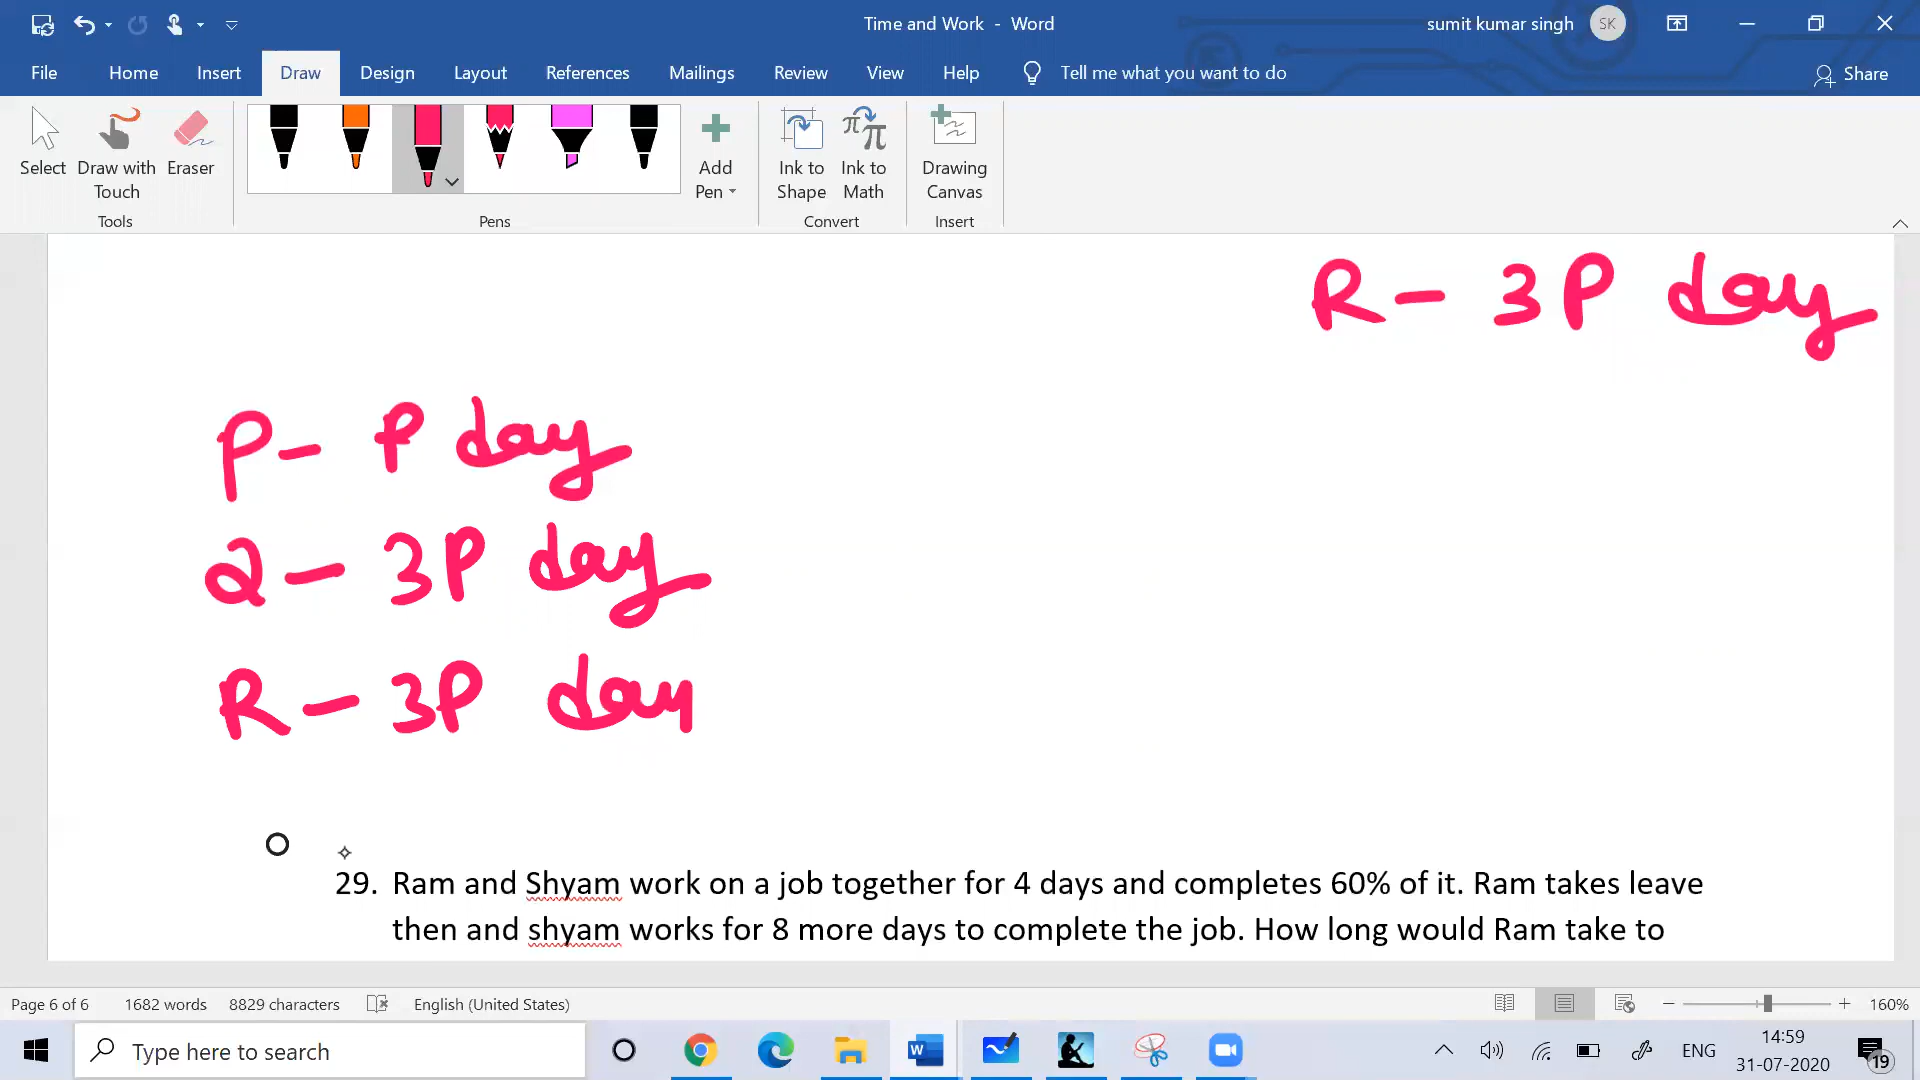 Time and Work - Word
sumit kumar singh SK
File Home Insert Draw Design Layout References Mailings Review View Help Tell me what you want to do Share
Select Draw with Touch Eraser Add Pen Ink to Shape Ink to Math Drawing Canvas
Tools Pens Convert Insert
R - 3P day
P - P day
Q - 3P day
R - 3P day
29. Ram and Shyam work on a job together for 4 days and completes 60% of it. Ram takes leave
then and shyam works for 8 more days to complete the job. How long would Ram take to
Page 6 of 6 1682 words 8829 characters English (United States) 160%
Type here to search
ENG 14:59
31-07-2020 19